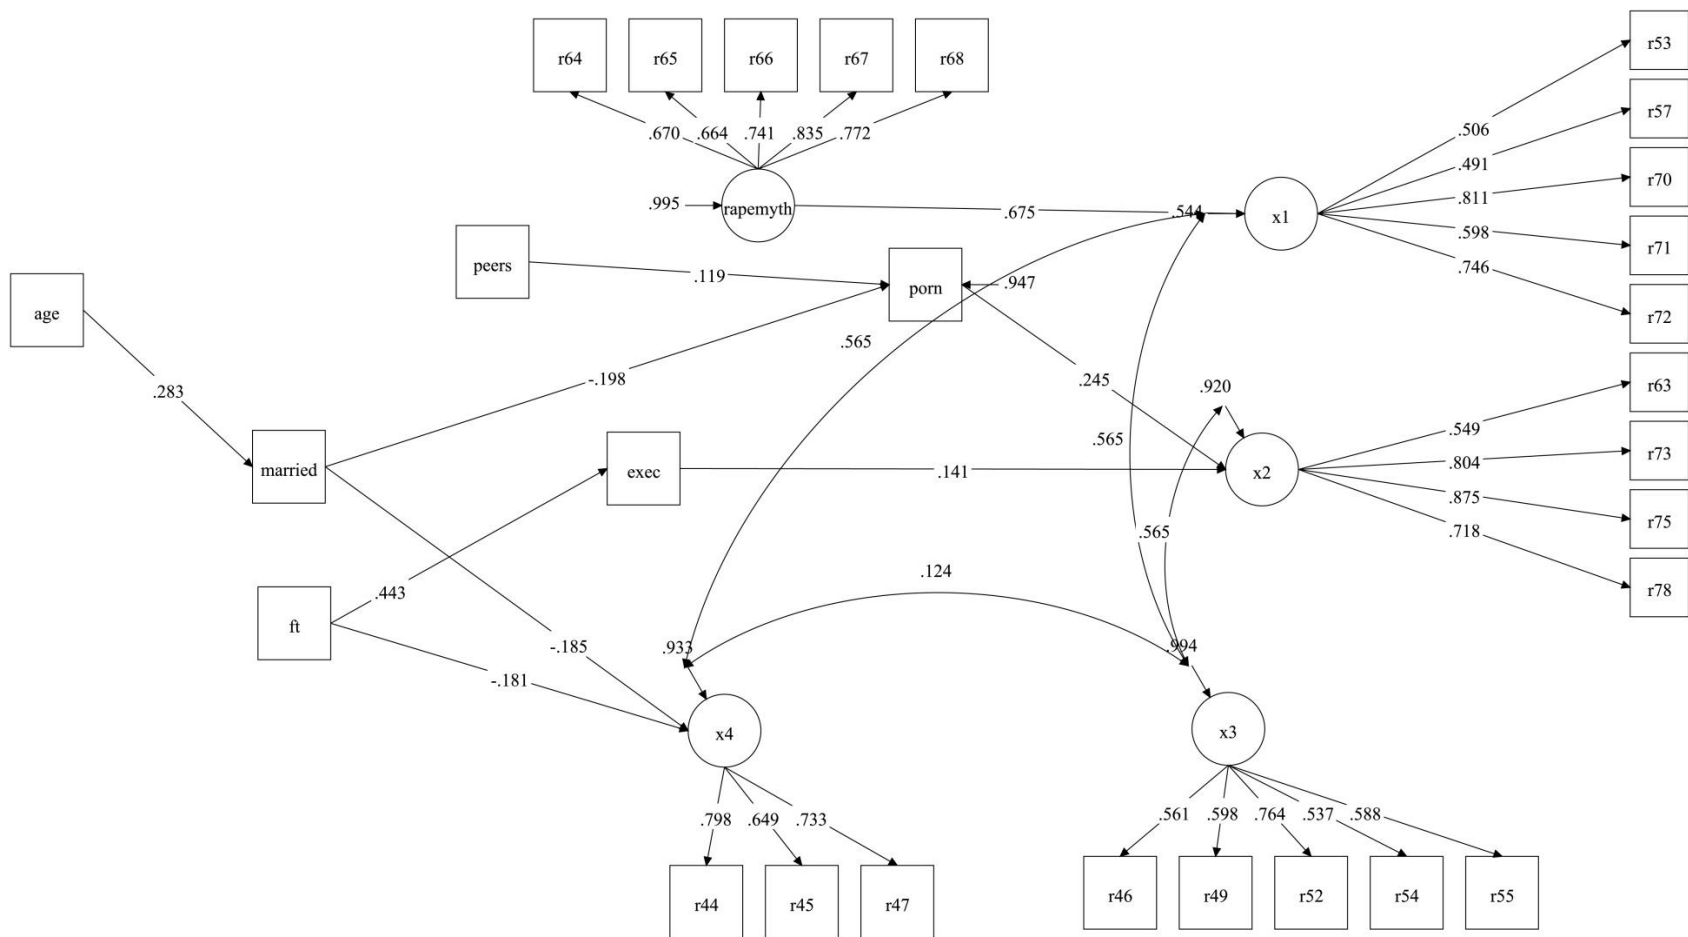 r64
r65
r66
r67
r68
r53
r57
r70
r71
r72
r63
r73
r75
r78
.670
.664
.741
.835
.772
.506
.491
.811
.598
.746
.995
rapemyth
.675
.544
x1
peers
.119
porn
.947
age
.283
-.198
.565
.245
.920
.565
married
exec
.141
x2
.549
.804
.875
.718
.565
.124
ft
.443
-.185
-.181
.933
.994
x4
x3
.798
.649
.733
.561
.598
.764
.537
.588
r44
r45
r47
r46
r49
r52
r54
r55